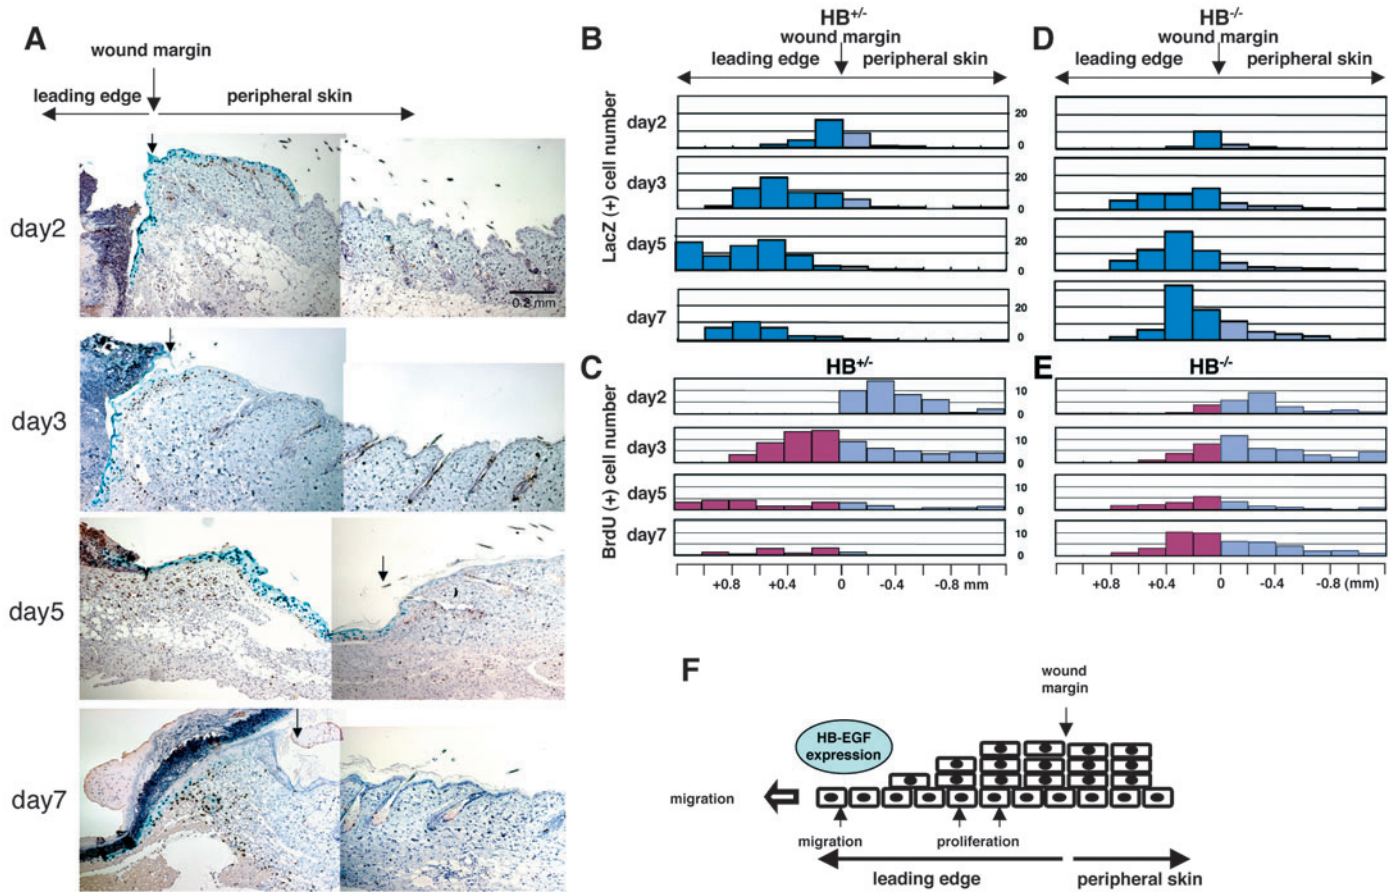 A
wound margin
leading edge
peripheral skin
day2
0.2 mm
day3
day5
day7
B
HB+/-
wound margin
leading edge
peripheral skin
LacZ (+) cell number
day2
20
0
day3
20
0
day5
20
0
day7
20
0
C
HB+/-
BrdU (+) cell number
day2
10
0
day3
10
0
day5
10
0
day7
10
0
+0.8
+0.4
0
-0.4
-0.8 mm
D
HB-/-
wound margin
leading edge
peripheral skin
E
HB-/-
+0.8
+0.4
0
-0.4
-0.8 (mm)
F
wound
margin
HB-EGF
expression
migration
migration
proliferation
leading edge
peripheral skin